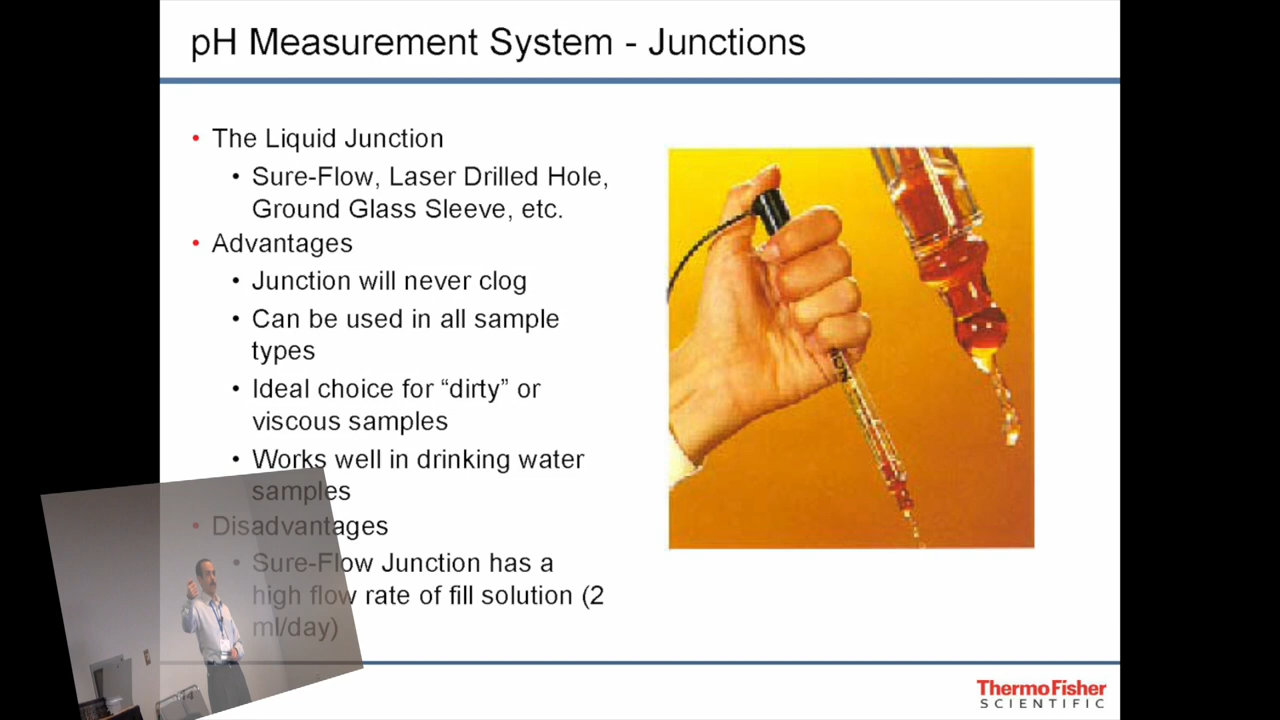 pH Measurement System - Junctions
• The Liquid Junction
• Sure-Flow, Laser Drilled Hole,
Ground Glass Sleeve, etc.
• Advantages
• Junction will never clog
• Can be used in all sample
types
• Ideal choice for “dirty” or
viscous samples
• Works well in drinking water
samples
• Disadvantages
• Sure-Flow Junction has a
high flow rate of fill solution (2
ml/day)
ThermoFisher
SCIENTIFIC